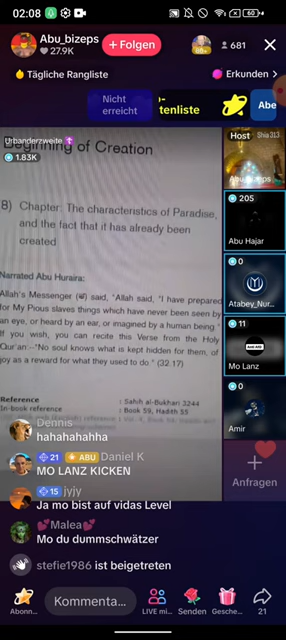 02:08
60
Abu_bizeps
27.9K
+ Folgen
681
Tägliche Rangliste
Erkunden >
Nicht
erreicht
tenliste
Abe
Urbanderzweite
1.83K
Beginning of Creation
(8) Chapter: The characteristics of Paradise,
and the fact that it has already been
created
Narrated Abu Huraira:
Allah's Messenger (ﷺ) said, "Allah said, "I have prepared
for My Pious slaves things which have never been seen by
an eye, or heard by an ear, or imagined by a human being."
If you wish, you can recite this Verse from the Holy
Qur'an:--"No soul knows what is kept hidden for them, of
joy as a reward for what they used to do." (32.17)
Reference : Sahih al-Bukhari 3244
In-book reference : Book 59, Hadith 55
Host
Shia313
Abu_bizeps
205
Abu Hajar
0
Atabey_Nur...
11
Mo Lanz
0
Amir
Anfragen
Dennis
hahahahahha
21 ABU Daniel K
MO LANZ KICKEN
15 jyjy
Ja mo bist auf vidas Level
Malea
Mo du dummschwätzer
stefie1986 ist beigetreten
Abonn...
Kommenta...
LIVE mi...
Senden
Gesche...
21